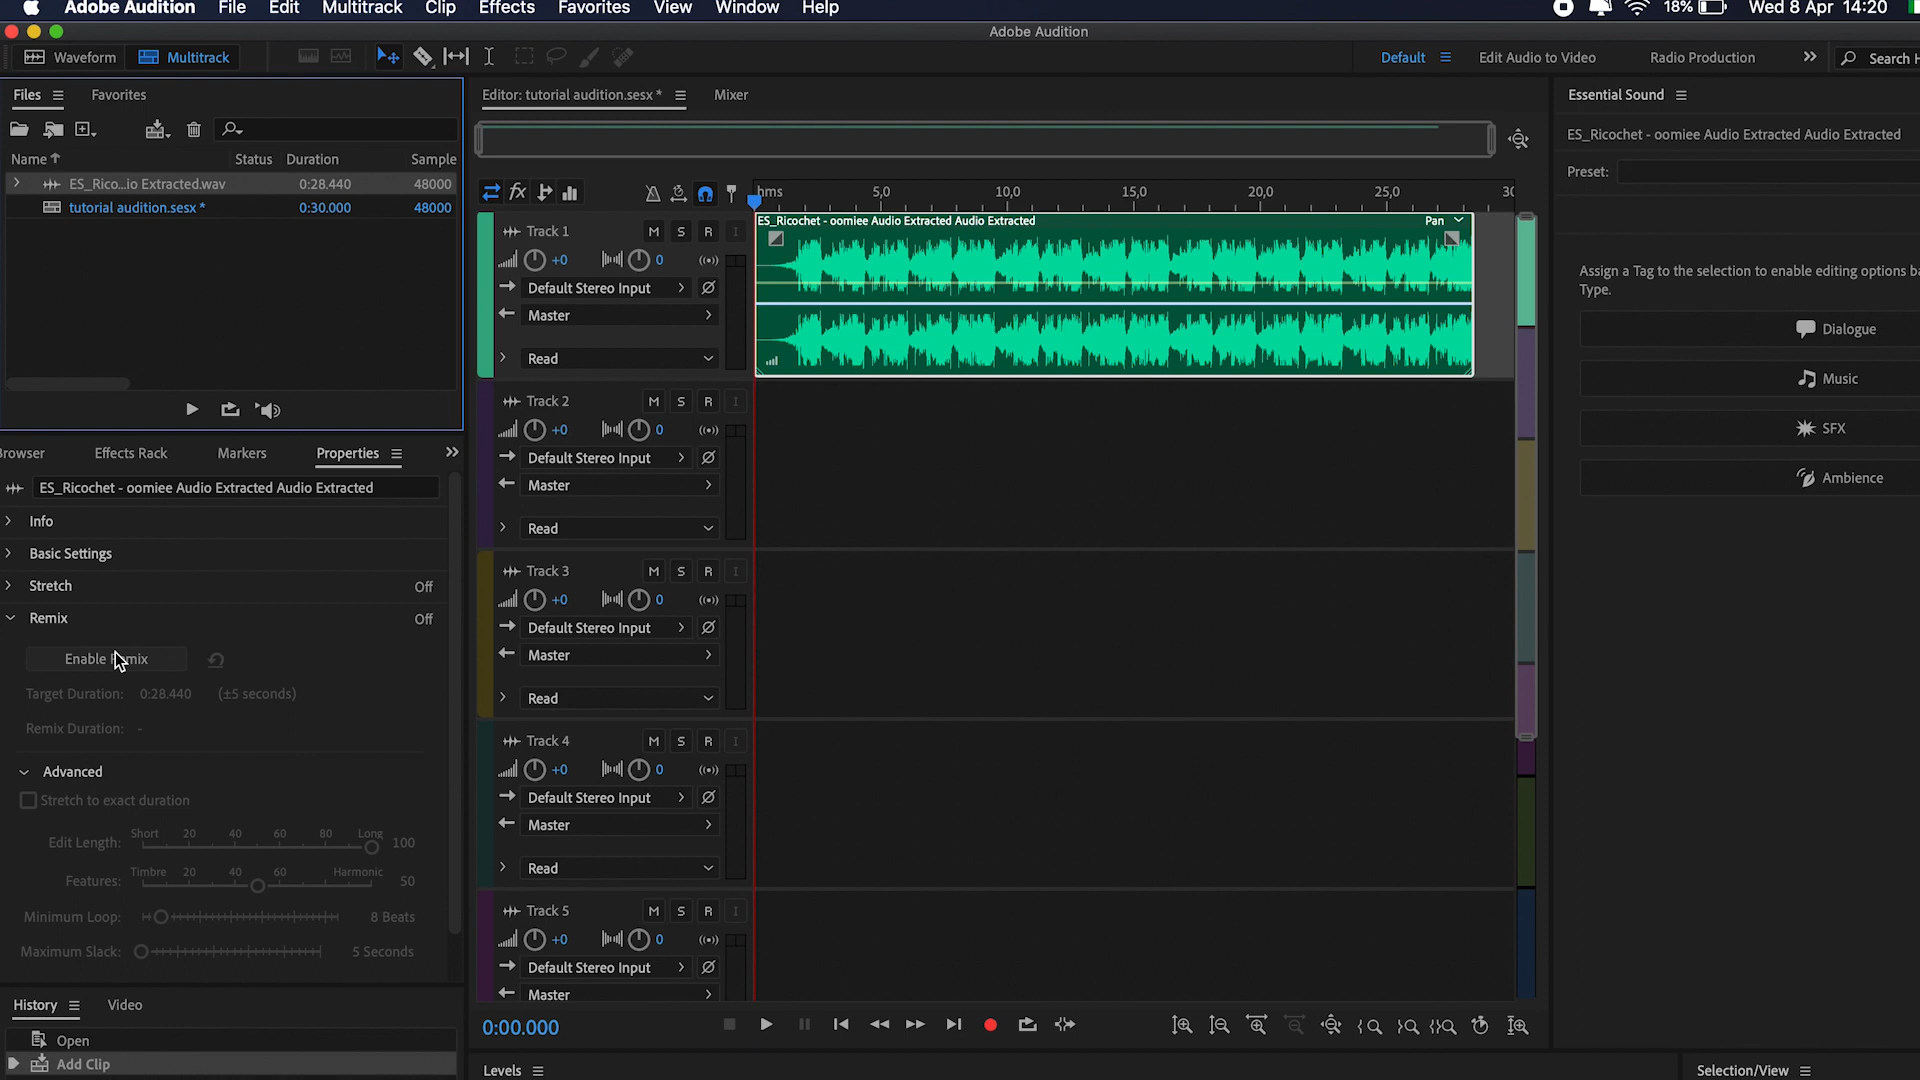 Adobe Audition File Edit Multitrack Clip Effects Favorites View Window Help 18% Wed 8 Apr 14:20
Adobe Audition
Waveform Multitrack Default Edit Audio to Video Radio Production Search
Files Favorites
Name Status Duration Sample
ES_Rico...io Extracted.wav 0:28.440 48000
tutorial audition.sesx * 0:30.000 48000
Effects Rack Markers Properties
ES_Ricochet - oomiee Audio Extracted Audio Extracted
Info
Basic Settings
Stretch Off
Remix Off
Enable
Target Duration: 0:28.440 (±5 seconds)
Remix Duration: -
Advanced
Stretch to exact duration
Short 20 40 60 80 Long
Edit Length: 100
Timbre 20 40 60 Harmonic
Features: 50
Minimum Loop: 8 Beats
Maximum Slack: 5 Seconds
History Video
Open
Add Clip
Editor: tutorial audition.sesx * Mixer
fx
hms 5,0 10,0 15,0 20,0 25,0
ES_Ricochet - oomiee Audio Extracted Audio Extracted Pan
Track 1 M S R I
+0 0
Default Stereo Input
Master
Read
Track 2 M S R I
+0 0
Default Stereo Input
Master
Read
Track 3 M S R I
+0 0
Default Stereo Input
Master
Read
Track 4 M S R I
+0 0
Default Stereo Input
Master
Read
Track 5 M S R I
+0 0
Default Stereo Input
Master
0:00.000
Levels
Essential Sound
ES_Ricochet - oomiee Audio Extracted Audio Extracted
Preset:
Assign a Tag to the selection to enable editing options
Type.
Dialogue
Music
SFX
Ambience
Selection/View